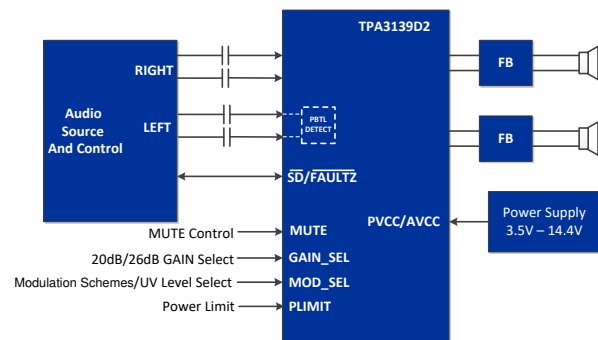 TPA3139D2
RIGHT
FB
Audio
Source
And Control
LEFT
PBTL
DETECT
FB
SD/FAULTZ
PVCC/AVCC
Power Supply
3.5V – 14.4V
MUTE Control
MUTE
20dB/26dB GAIN Select
GAIN_SEL
Modulation Schemes/UV Level Select
MOD_SEL
Power Limit
PLIMIT